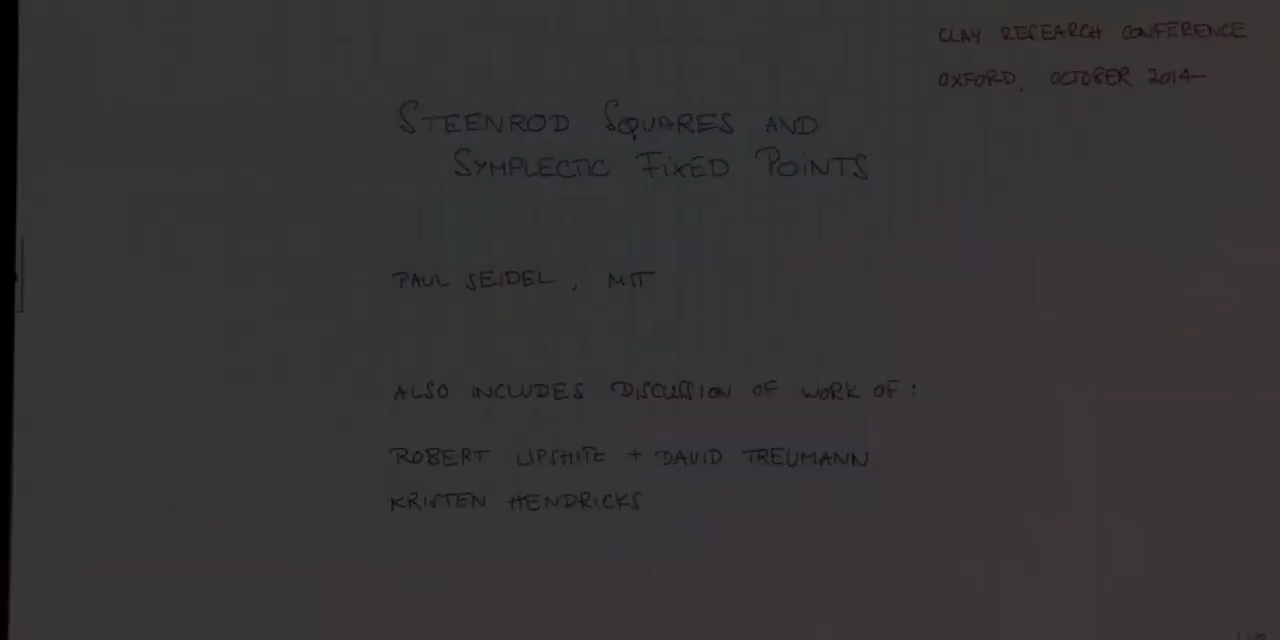 CLAY RESEARCH CONFERENCE
OXFORD, OCTOBER 2014
STEENROD SQUARES AND
SYMPLECTIC FIXED POINTS
PAUL SEIDEL, MIT
ALSO INCLUDES DISCUSSION OF WORK OF:
ROBERT LIPSHITZ + DAVID TREUMANN
KRISTEN HENDRICKS